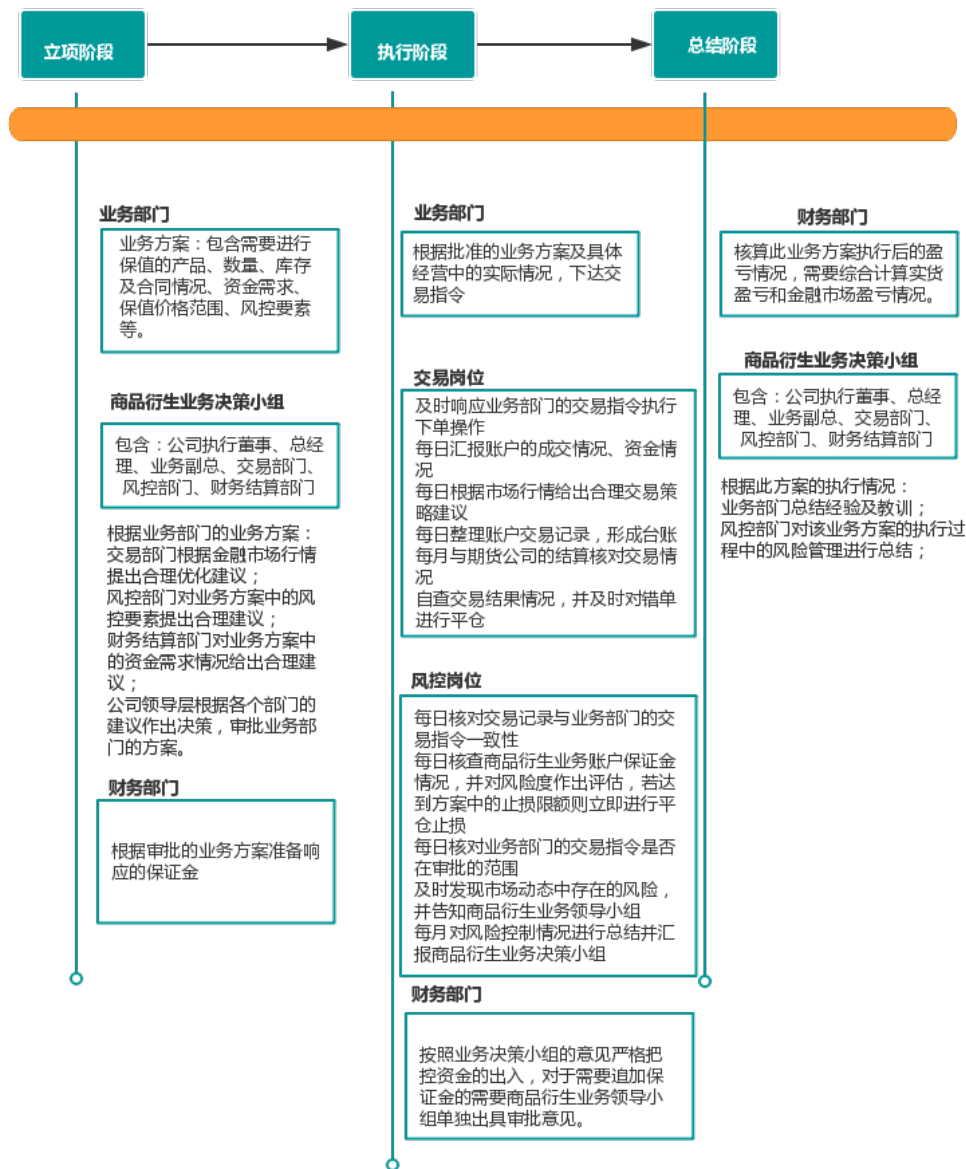 立项阶段
执行阶段
总结阶段
业务部门
业务方案：包含需要进行
保值的产品、数量、库存
及合同情况、资金需求、
保值价格范围、风控要素
等。
商品衍生业务决策小组
包含：公司执行董事、总经
理、业务副总、交易部门、
风控部门、财务结算部门
根据业务部门的业务方案：
交易部门根据金融市场行情
提出合理优化建议；
风控部门对业务方案中的风
控要素提出合理建议；
财务结算部门对业务方案中
的资金需求情况给出合理建
议；
公司领导层根据各个部门的
建议作出决策，审批业务部
门的方案。
财务部门
根据审批的业务方案准备响
应的保证金
业务部门
根据批准的业务方案及具体
经营中的实际情况，下达交
易指令
交易岗位
及时响应业务部门的交易指令执行
下单操作
每日汇报账户的成交情况、资金情
况
每日根据市场行情给出合理交易策
略建议
每日整理账户交易记录，形成台账
每月与期货公司的结算核对交易情
况
自查交易结果情况，并及时对错单
进行平仓
风控岗位
每日核对交易记录与业务部门的交
易指令一致性
每日核查商品衍生业务账户保证金
情况，并对风险度作出评估，若达
到方案中的止损限额则立即进行平
仓止损
每日核对业务部门的交易指令是否
在审批的范围
及时发现市场动态中存在的风险，
并告知商品衍生业务领导小组
每月对风险控制情况进行总结并汇
报商品衍生业务决策小组
财务部门
按照业务决策小组的意见严格把
控资金的出入，对于需要追加保
证金的需要商品衍生业务领导小
组单独出具审批意见。
财务部门
核算此业务方案执行后的盈
亏情况，需要综合计算实货
盈亏和金融市场盈亏情况。
商品衍生业务决策小组
包含：公司执行董事、总经
理、业务副总、交易部门、
风控部门、财务结算部门
根据此方案的执行情况：
业务部门总结经验及教训；
风控部门对该业务方案的执行过
程中的风险管理进行总结；